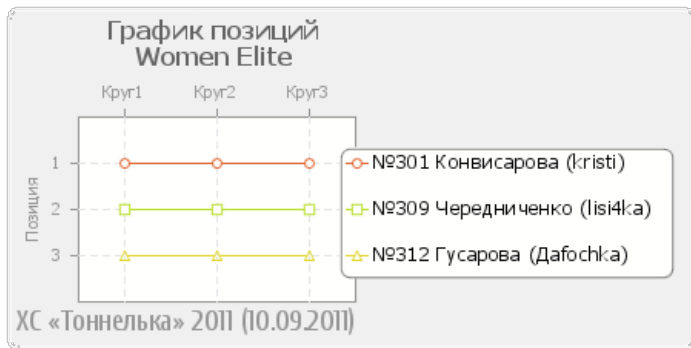 График позиций
Women Elite
Круг1 Круг2 Круг3
Позиция
1
2
3
№301 Конвисарова (kristi)
№309 Чередниченко (lisi4ka)
№312 Гусарова (Дafochka)
XC «Тоннелька» 2011 (10.09.2011)